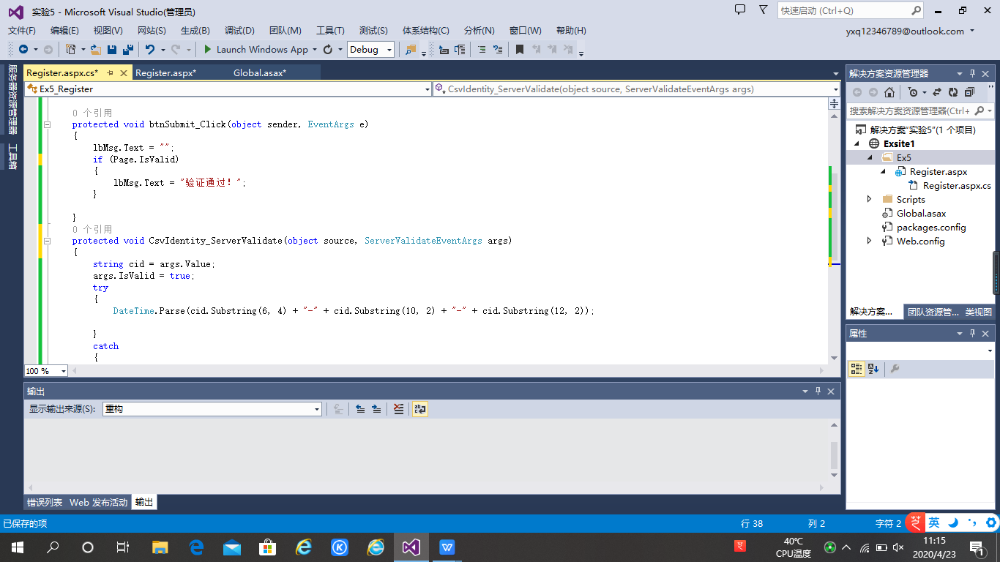 实验5 - Microsoft Visual Studio(管理员)
快速启动 (Ctrl+Q)
文件(F) 编辑(E) 视图(V) 网站(S) 生成(B) 调试(D) 团队(M) 工具(T) 测试(S) 体系结构(C) 分析(N) 窗口(W) 帮助(H)
yxq12346789@outlook.com
Launch Windows App Debug
服务器资源管理器
工具箱
Register.aspx.cs* Register.aspx* Global.asax*
Ex5_Register CsvIdentity_ServerValidate(object source, ServerValidateEventArgs args)
0 个引用
protected void btnSubmit_Click(object sender, EventArgs e)
{
lbMsg.Text = "";
if (Page.IsValid)
{
lbMsg.Text = "验证通过！";
}
}
0 个引用
protected void CsvIdentity_ServerValidate(object source, ServerValidateEventArgs args)
{
string cid = args.Value;
args.IsValid = true;
try
{
DateTime.Parse(cid.Substring(6, 4) + "-" + cid.Substring(10, 2) + "-" + cid.Substring(12, 2));
}
catch
{
100 %
输出
显示输出来源(S): 重构
错误列表 Web 发布活动 输出
解决方案资源管理器
搜索解决方案资源管理器(Ctrl+
解决方案"实验5"(1 个项目)
Exsite1
Ex5
Register.aspx
Register.aspx.cs
Scripts
Global.asax
packages.config
Web.config
解决方案... 团队资源管... 类视图
属性
已保存的项 行 38 列 2 字符 2 英
40℃
CPU温度
11:15
2020/4/23
1